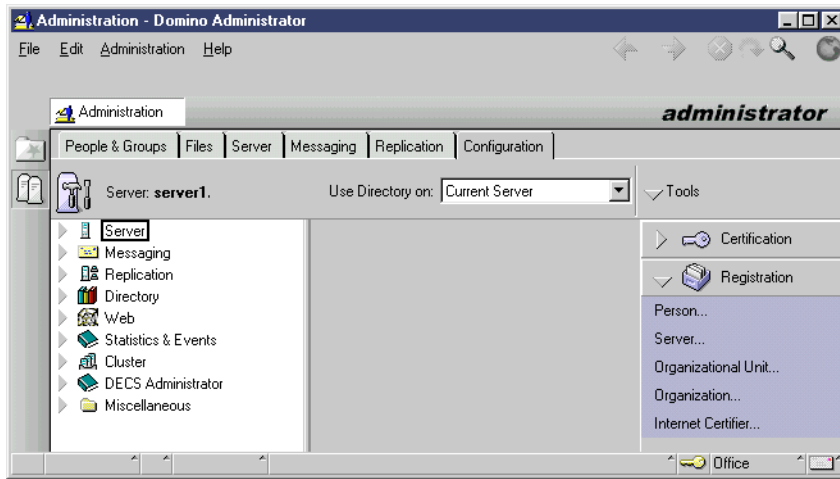 Administration - Domino Administrator
File Edit Administration Help
Administration
administrator
People & Groups Files Server Messaging Replication Configuration
Server: server1. Use Directory on: Current Server Tools
Server
Messaging
Replication
Directory
Web
Statistics & Events
Cluster
DECS Administrator
Miscellaneous
Certification
Registration
Person...
Server...
Organizational Unit...
Organization...
Internet Certifier...
Office